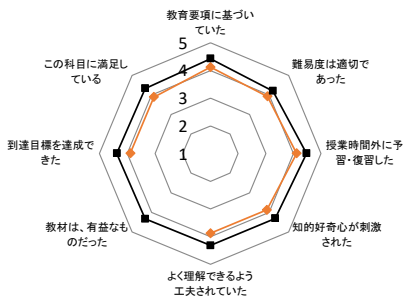 教育要項に基づい
ていた
難易度は適切で
あった
授業時間外に予
習・復習した
知的好奇心が刺激
された
よく理解できるよう
工夫されていた
教材は、有益なも
のだった
到達目標を達成で
きた
この科目に満足し
ている
5
4
3
2
1